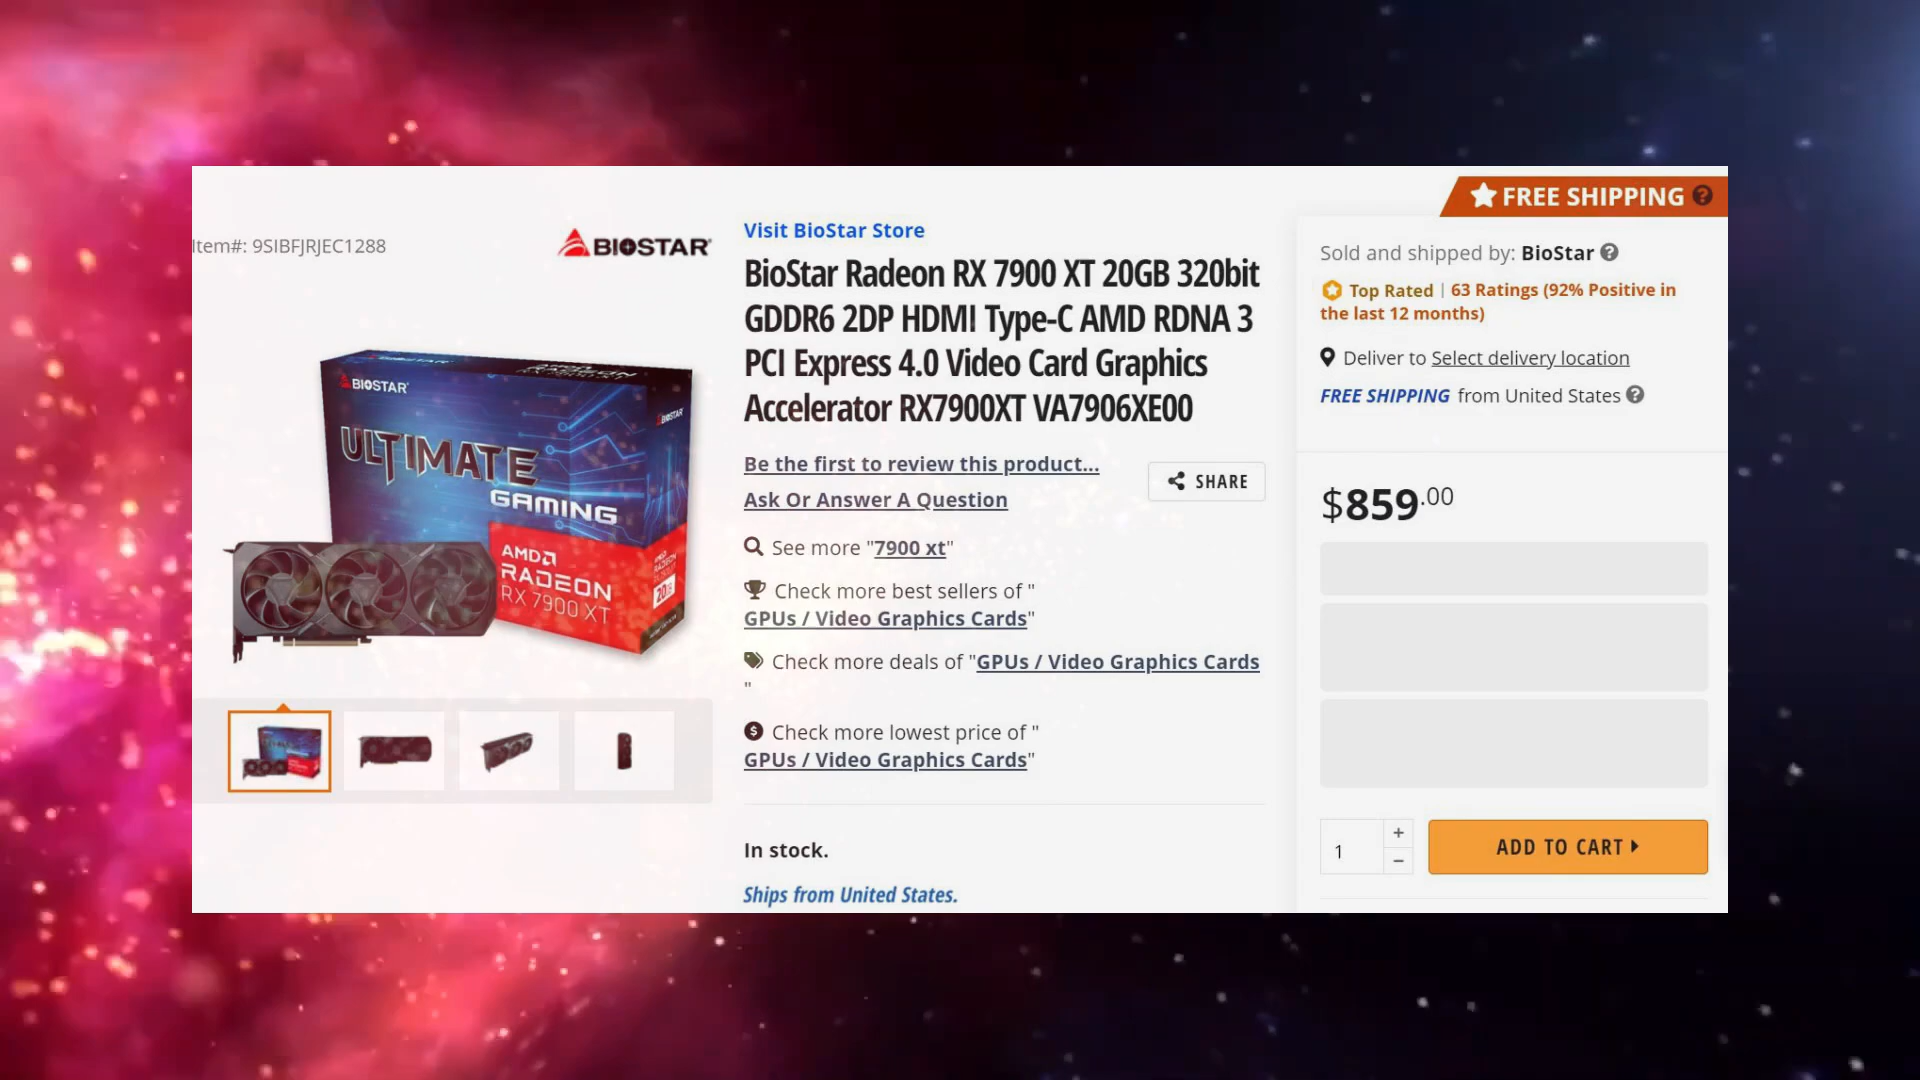 FREE SHIPPING
Item#: 9SIBFJRJEC1288
BIOSTAR
BIOSTAR
BIOSTAR
ULTIMATE
GAMING
AMD
RADEON
RX 7900 XT
20GB
Visit BioStar Store
BioStar Radeon RX 7900 XT 20GB 320bit
GDDR6 2DP HDMI Type-C AMD RDNA 3
PCI Express 4.0 Video Card Graphics
Accelerator RX7900XT VA7906XE00
Be the first to review this product...
Ask Or Answer A Question
SHARE
See more "7900 xt"
Check more best sellers of "
GPUs / Video Graphics Cards"
Check more deals of "GPUs / Video Graphics Cards
"
Check more lowest price of "
GPUs / Video Graphics Cards"
In stock.
Ships from United States.
Sold and shipped by: BioStar
Top Rated | 63 Ratings (92% Positive in
the last 12 months)
Deliver to Select delivery location
FREE SHIPPING from United States
$859.00
1
+
−
ADD TO CART